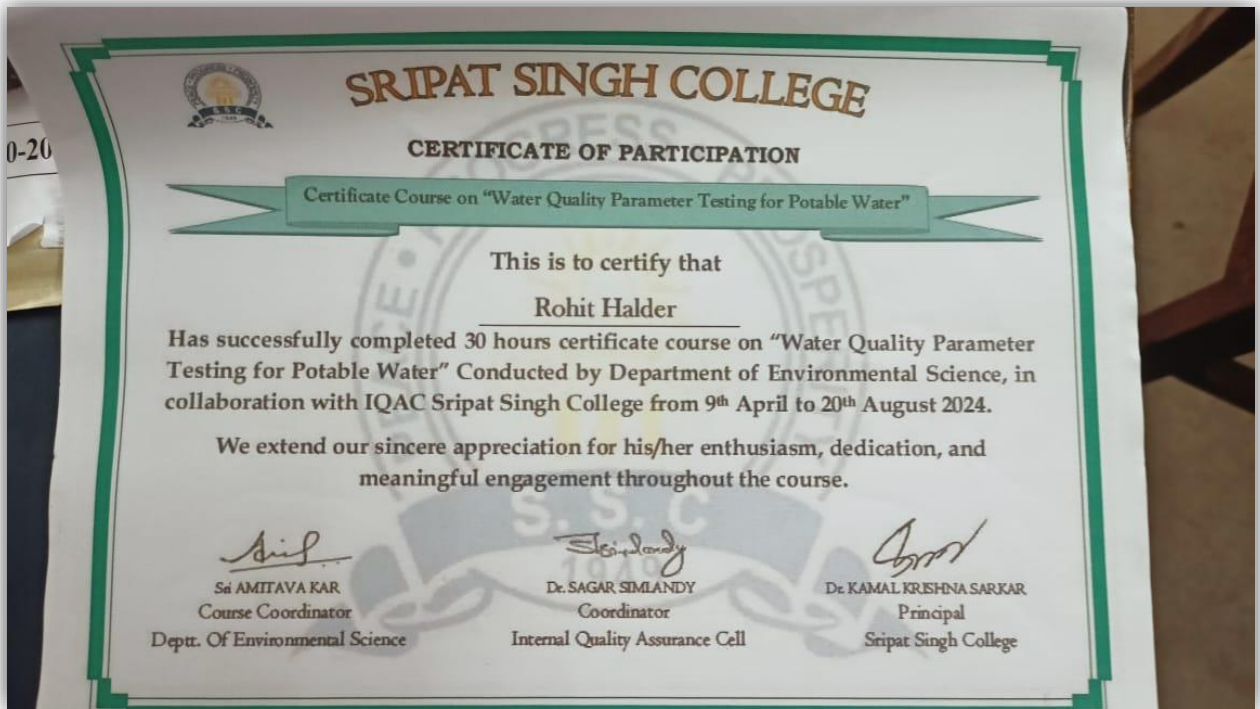 SRIPAT SINGH COLLEGE
S S C
0-20
CERTIFICATE OF PARTICIPATION
Certificate Course on “Water Quality Parameter Testing for Potable Water”
This is to certify that
Rohit Halder
Has successfully completed 30 hours certificate course on “Water Quality Parameter
Testing for Potable Water” Conducted by Department of Environmental Science, in
collaboration with IQAC Sripat Singh College from 9th April to 20th August 2024.
We extend our sincere appreciation for his/her enthusiasm, dedication, and
meaningful engagement throughout the course.
PEACE • PROGRESS PROSPERITY
S. S. C
1949
Sri AMITAVA KAR
Course Coordinator
Deptt. Of Environmental Science
Dr. SAGAR SIMLANDY
Coordinator
Internal Quality Assurance Cell
Dr. KAMAL KRISHNA SARKAR
Principal
Sripat Singh College